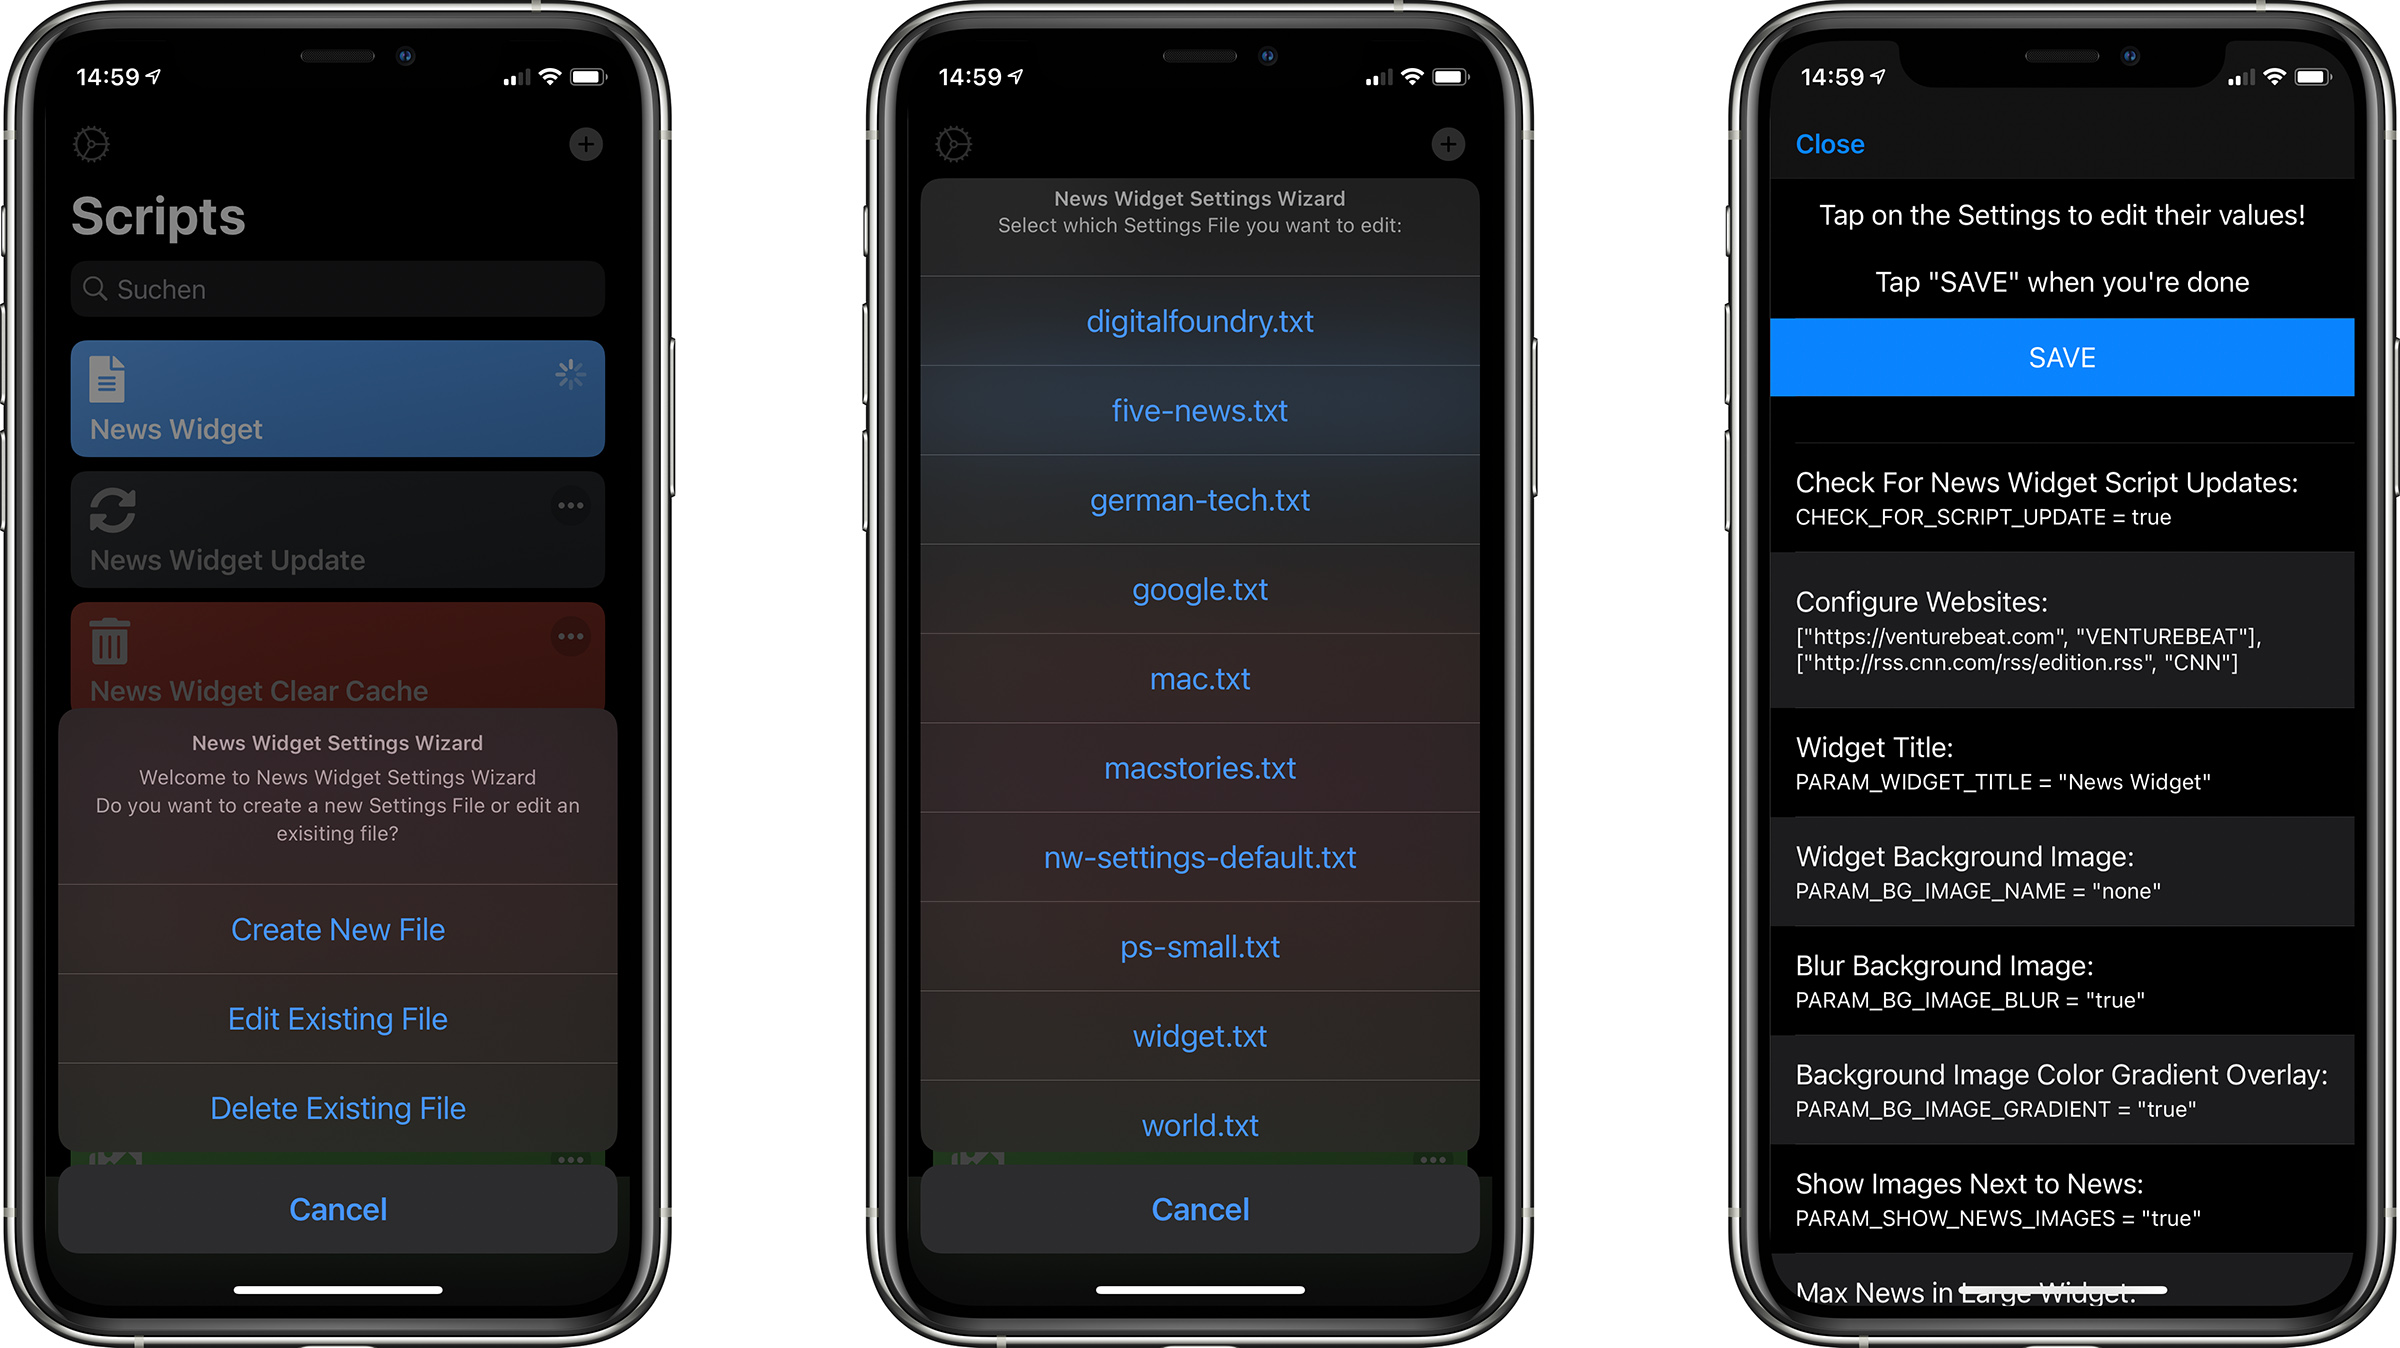 14:59
Scripts
Suchen
News Widget
News Widget Update
News Widget Clear Cache
News Widget Settings Wizard
Welcome to News Widget Settings Wizard
Do you want to create a new Settings File or edit an
exisiting file?
Create New File
Edit Existing File
Delete Existing File
Cancel
14:59
News Widget Settings Wizard
Select which Settings File you want to edit:
digitalfoundry.txt
five-news.txt
german-tech.txt
google.txt
mac.txt
macstories.txt
nw-settings-default.txt
ps-small.txt
widget.txt
world.txt
Cancel
14:59
Close
Tap on the Settings to edit their values!
Tap "SAVE" when you're done
SAVE
Check For News Widget Script Updates:
CHECK_FOR_SCRIPT_UPDATE = true
Configure Websites:
["https://venturebeat.com", "VENTUREBEAT"],
["http://rss.cnn.com/rss/edition.rss", "CNN"]
Widget Title:
PARAM_WIDGET_TITLE = "News Widget"
Widget Background Image:
PARAM_BG_IMAGE_NAME = "none"
Blur Background Image:
PARAM_BG_IMAGE_BLUR = "true"
Background Image Color Gradient Overlay:
PARAM_BG_IMAGE_GRADIENT = "true"
Show Images Next to News:
PARAM_SHOW_NEWS_IMAGES = "true"
Max News in Large Widget: